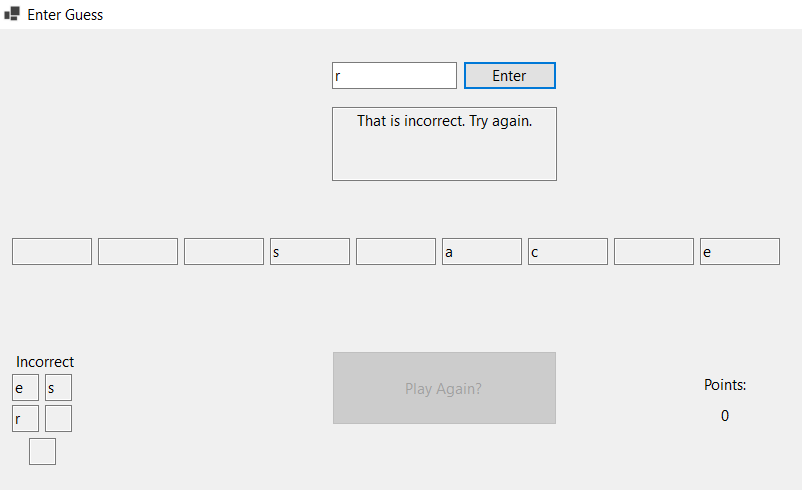 Enter Guess
r Enter
That is incorrect. Try again.
s a c e
Incorrect
e s
r
Play Again?
Points:
0